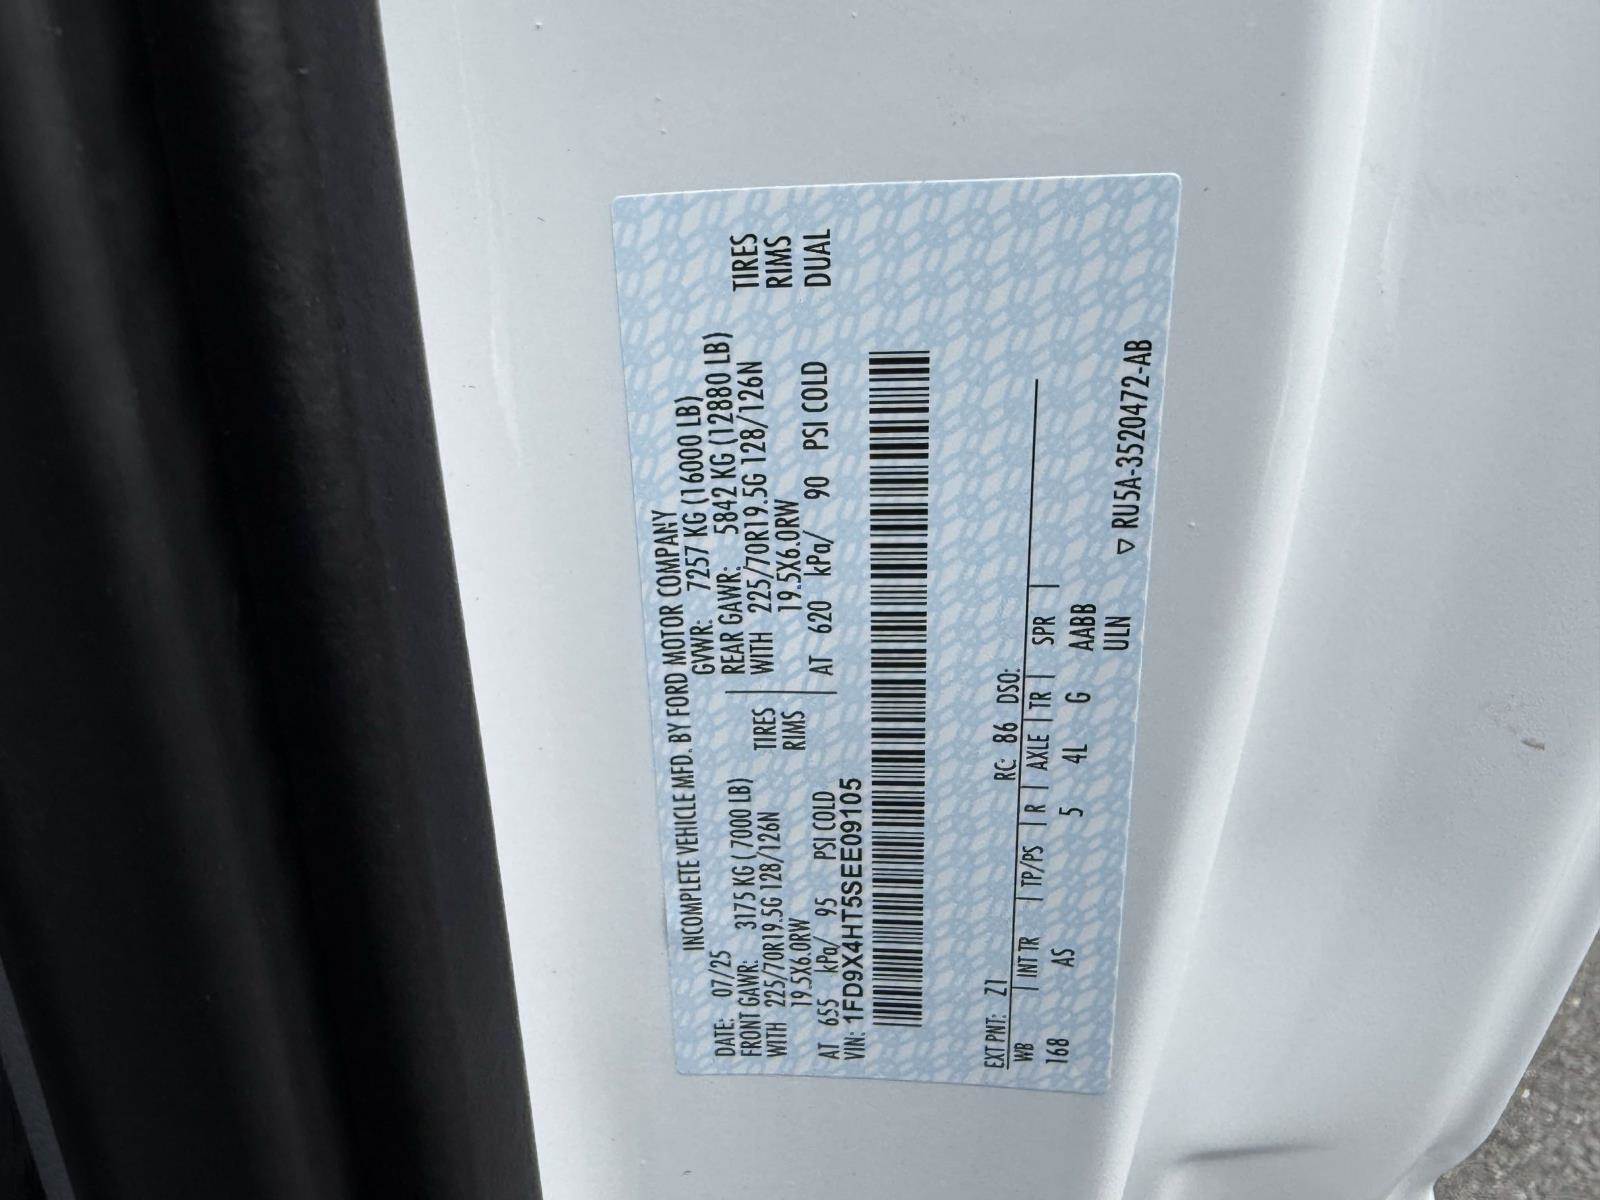 INCOMPLETE VEHICLE MFD. BY FORD MOTOR COMPANY
DATE: 07/25 GVWR: 7257 KG (16000 LB)
FRONT GAWR: 3175 KG ( 7000 LB) REAR GAWR: 5842 KG (12880 LB)
WITH 225/70R19.5G 128/126N TIRES WITH 225/70R19.5G 128/126N TIRES
19.5X6.0RW RIMS 19.5X6.0RW RIMS
AT 655 kPa/ 95 PSI COLD AT 620 kPa/ 90 PSI COLD DUAL
VIN: 1FD9X4HT5SEE09105
EXT PNT: Z1 RC: 86 DSO:
WB | INT TR | TP/PS | R | AXLE | TR | SPR |
168 AS 5 4L G AABB
ULN
▽ RU5A-3520472-AB